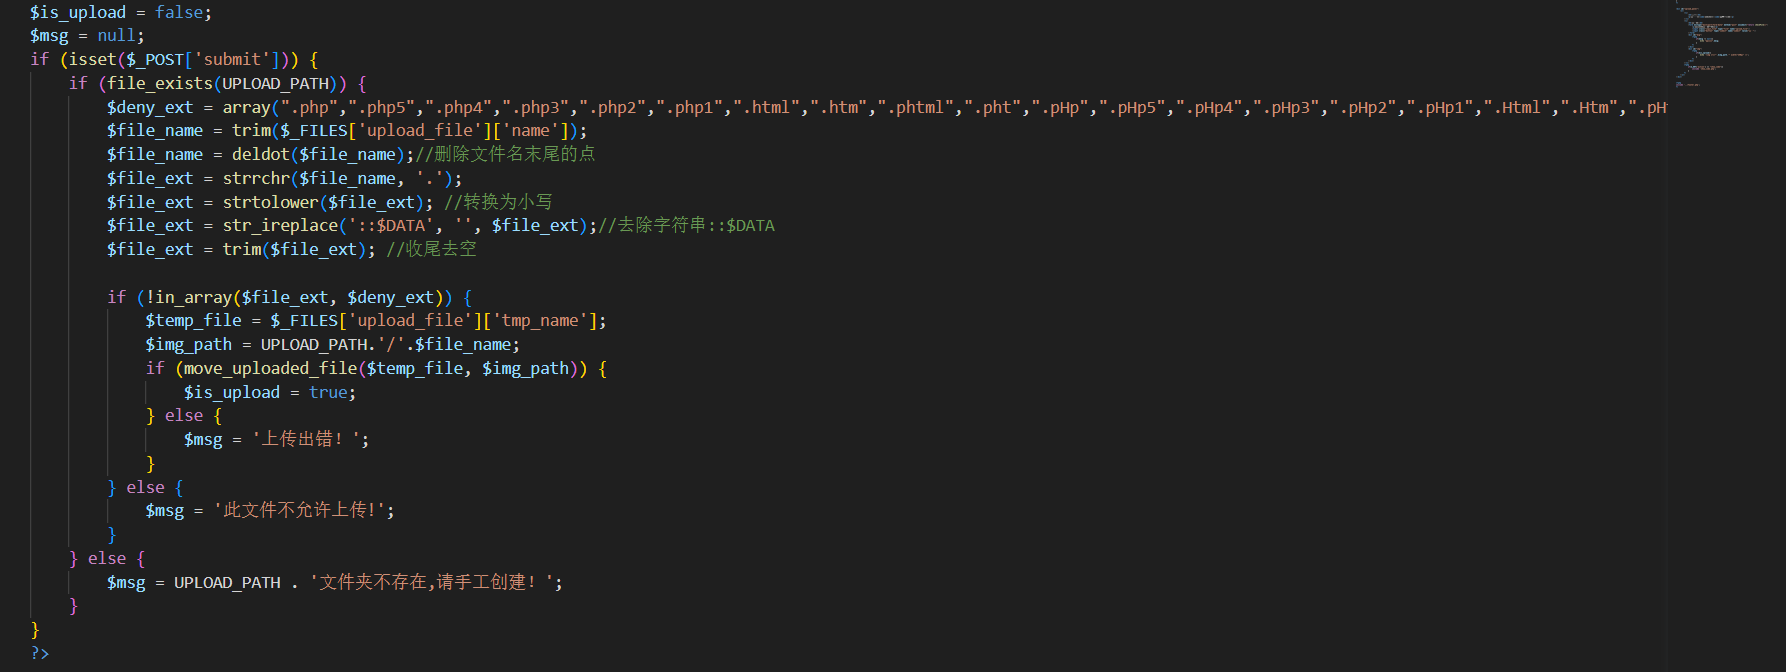 $is_upload = false;
$msg = null;
if (isset($_POST['submit'])) {
if (file_exists(UPLOAD_PATH)) {
$deny_ext = array(".php",".php5",".php4",".php3",".php2",".php1",".html",".htm",".phtml",".pht",".pHp",".pHp5",".pHp4",".pHp3",".pHp2",".pHp1",".Html",".Htm",".pH
$file_name = trim($_FILES['upload_file']['name']);
$file_name = deldot($file_name);//删除文件名末尾的点
$file_ext = strrchr($file_name, '.');
$file_ext = strtolower($file_ext); //转换为小写
$file_ext = str_ireplace('::$DATA', '', $file_ext);//去除字符串::$DATA
$file_ext = trim($file_ext); //收尾去空
if (!in_array($file_ext, $deny_ext)) {
$temp_file = $_FILES['upload_file']['tmp_name'];
$img_path = UPLOAD_PATH.'/'.$file_name;
if (move_uploaded_file($temp_file, $img_path)) {
$is_upload = true;
} else {
$msg = '上传出错！';
}
} else {
$msg = '此文件不允许上传!';
}
} else {
$msg = UPLOAD_PATH . '文件夹不存在,请手工创建！';
}
}
?>